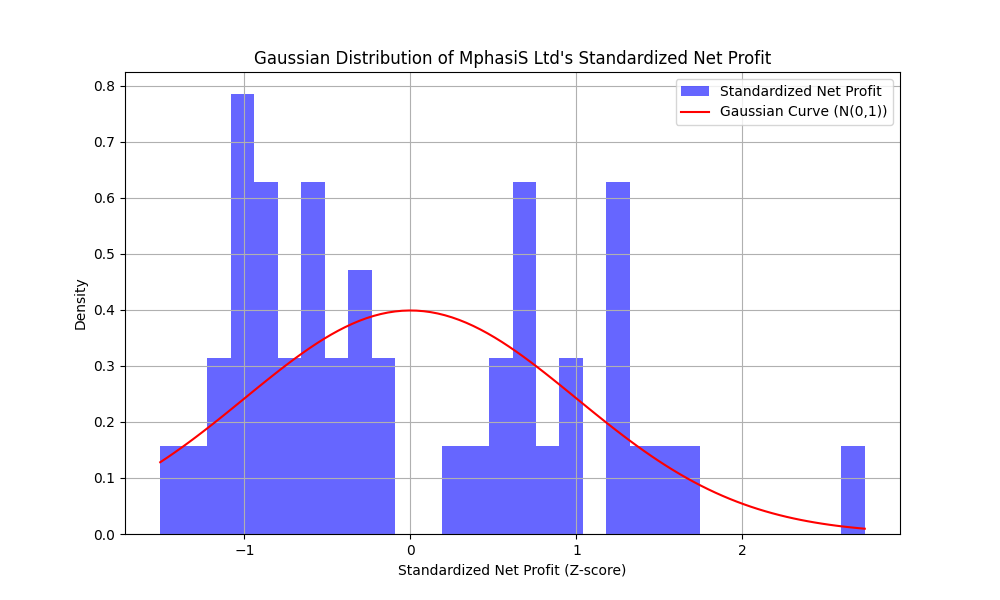 Gaussian Distribution of MphasiS Ltd's Standardized Net Profit
Standardized Net Profit
Gaussian Curve (N(0,1))
Density
0.8
0.7
0.6
0.5
0.4
0.3
0.2
0.1
0.0
−1
0
1
2
Standardized Net Profit (Z-score)